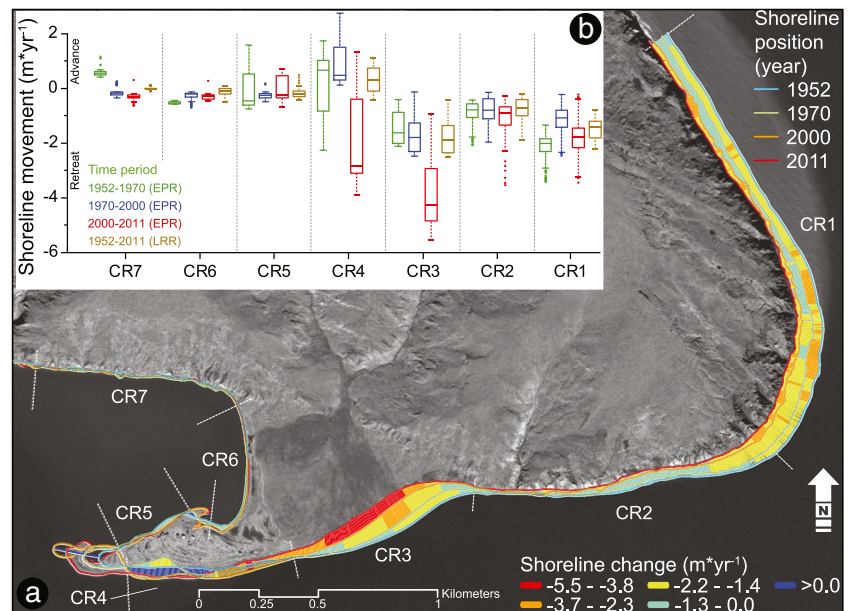 b
Shoreline movement (m*yr-1)
Advance
Retreat
2
0
-2
-4
-6
Time period
1952-1970 (EPR)
1970-2000 (EPR)
2000-2011 (EPR)
1952-2011 (LRR)
CR7
CR6
CR5
CR4
CR3
CR2
CR1
Shoreline
position
(year)
1952
1970
2000
2011
CR1
CR7
CR6
CR5
CR2
CR3
CR4
N
a
Kilometers
0
0.25
0.5
1
Shoreline change (m*yr-1)
-5.5 - -3.8
-2.2 - -1.4
>0.0
-3.7 - -2.3
-1.3 - 0.0